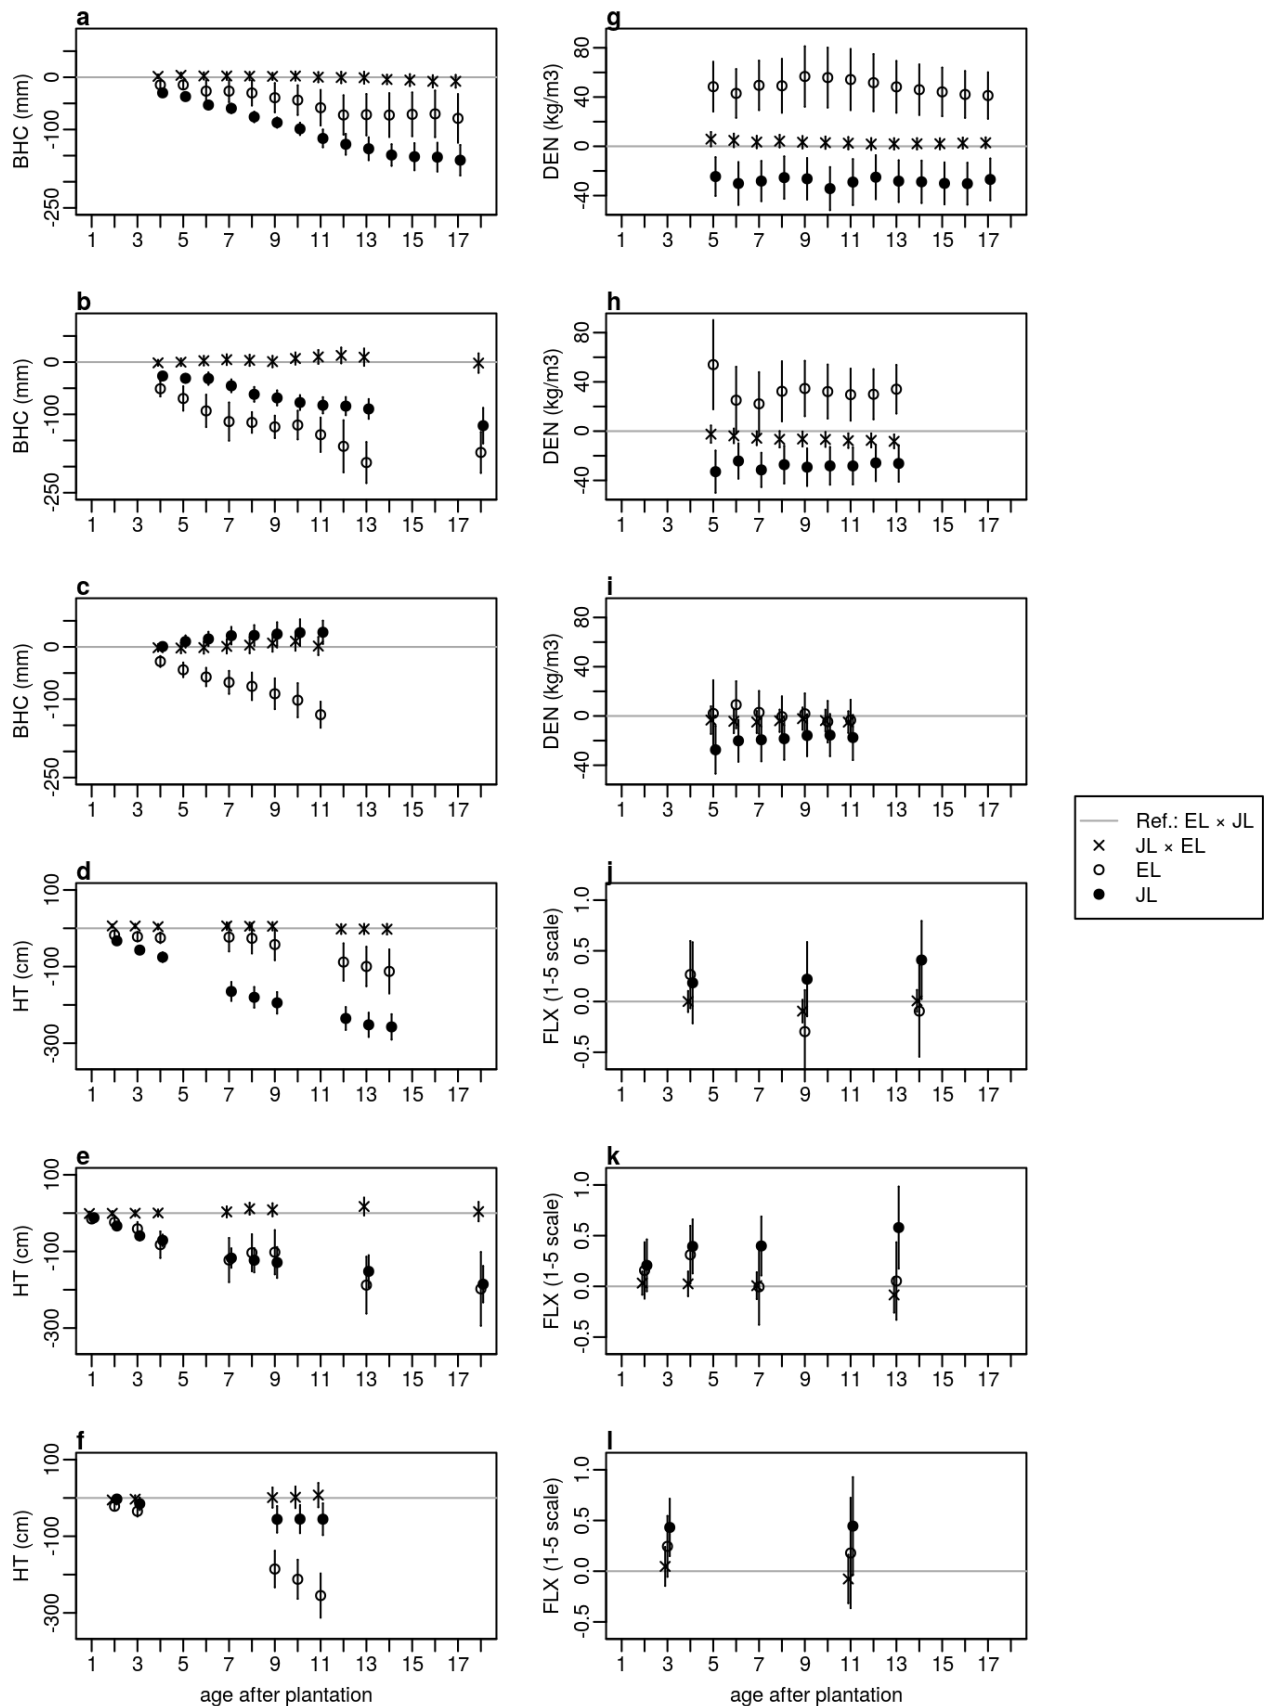 a
BHC (mm)
0
-100
-250
1 3 5 7 9 11 13 15 17
g
DEN (kg/m3)
80
40
0
-40
1 3 5 7 9 11 13 15 17
b
BHC (mm)
0
-100
-250
1 3 5 7 9 11 13 15 17
h
DEN (kg/m3)
80
40
0
-40
1 3 5 7 9 11 13 15 17
c
BHC (mm)
0
-100
-250
1 3 5 7 9 11 13 15 17
i
DEN (kg/m3)
80
40
0
-40
1 3 5 7 9 11 13 15 17
Ref.: EL × JL
JL × EL
EL
JL
d
HT (cm)
100
-100
-300
1 3 5 7 9 11 13 15 17
j
FLX (1-5 scale)
1.0
0.5
0.0
-0.5
1 3 5 7 9 11 13 15 17
e
HT (cm)
100
-100
-300
1 3 5 7 9 11 13 15 17
k
FLX (1-5 scale)
1.0
0.5
0.0
-0.5
1 3 5 7 9 11 13 15 17
f
HT (cm)
100
-100
-300
1 3 5 7 9 11 13 15 17
age after plantation
l
FLX (1-5 scale)
1.0
0.5
0.0
-0.5
1 3 5 7 9 11 13 15 17
age after plantation